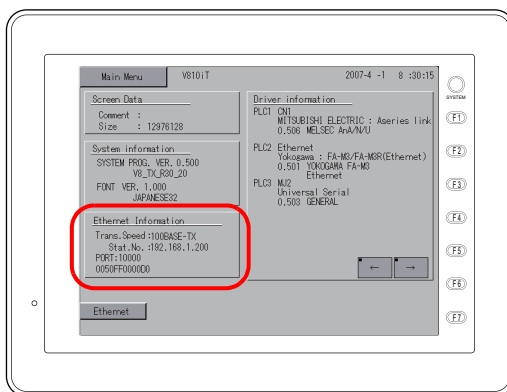 Main Menu V810iT 2007-4 -1 8 :30:15
Screen Data
Comment :
Size : 12976128
System information
SYSTEM PROG. VER. 0.500
V8_TX_R30_20
FONT VER. 1.000
JAPANESE32
Ethernet Information
Trans.Speed:100BASE-TX
Stat.No.:192.168.1.200
PORT:10000
0050FF0000D0
Driver information
PLC1 CN1
MITSUBISHI ELECTRIC : Aseries link
0.506 MELSEC AnA/N/U
PLC2 Ethernet
Yokogawa : FA-M3/FA-M3R(Ethernet)
0.501 YOKOGAWA FA-M3
Ethernet
PLC3 MJ2
Universal Serial
0.503 GENERAL
← →
Ethernet
SYSTEM
F1
F2
F3
F4
F5
F6
F7